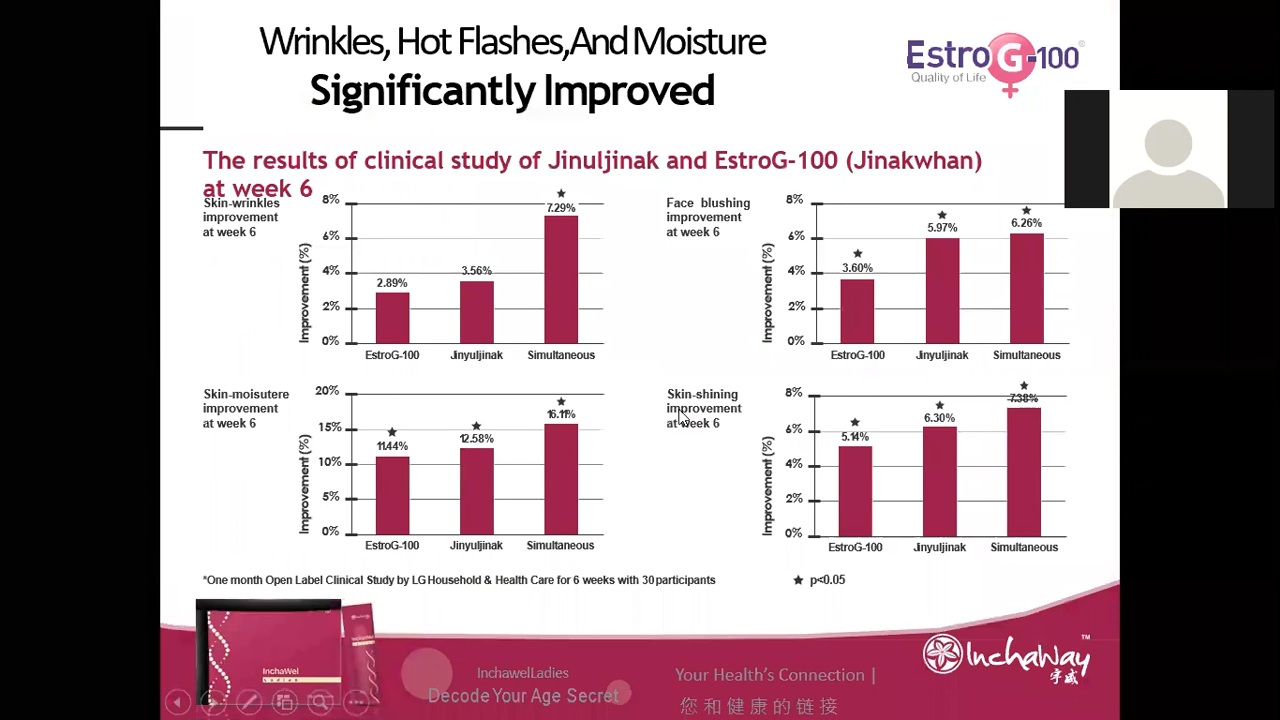 Wrinkles, Hot Flashes,And Moisture
Significantly Improved
EstroG-100®
Quality of Life
The results of clinical study of Jinuljinak and EstroG-100 (Jinakwhan)
at week 6
Skin-wrinkles
improvement
at week 6
Improvement (%)
8%
6%
4%
2%
0%
2.89%
3.56%
7.29%
EstroG-100
Jinyuljinak
Simultaneous
Face blushing
improvement
at week 6
Improvement (%)
8%
6%
4%
2%
0%
3.60%
5.97%
6.26%
EstroG-100
Jinyuljinak
Simultaneous
Skin-moisutere
improvement
at week 6
Improvement (%)
20%
15%
10%
5%
0%
11.44%
12.58%
16.11%
EstroG-100
Jinyuljinak
Simultaneous
Skin-shining
improvement
at week 6
Improvement (%)
8%
6%
4%
2%
0%
5.14%
6.30%
7.38%
EstroG-100
Jinyuljinak
Simultaneous
*One month Open Label Clinical Study by LG Household & Health Care for 6 weeks with 30 participants
★ p<0.05
InchaWel
Ladies
InchawelLadies
Decode Your Age Secret
Your Health's Connection |
您和健康的链接
InchaWay™
宇威